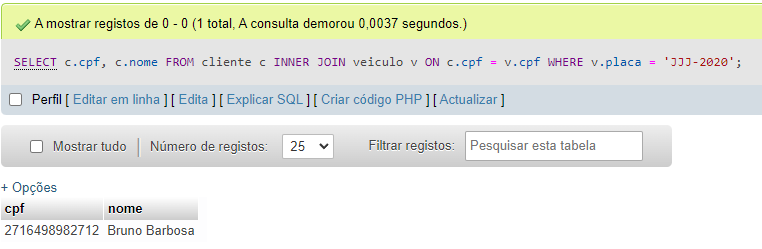 A mostrar registos de 0 - 0 (1 total, A consulta demorou 0,0037 segundos.)
SELECT c.cpf, c.nome FROM cliente c INNER JOIN veiculo v ON c.cpf = v.cpf WHERE v.placa = 'JJJ-2020';
Perfil [ Editar em linha ] [ Edita ] [ Explicar SQL ] [ Criar código PHP ] [ Actualizar ]
Mostrar tudo Número de registos: 25 Filtrar registos: Pesquisar esta tabela
+ Opções
cpf nome
2716498982712 Bruno Barbosa